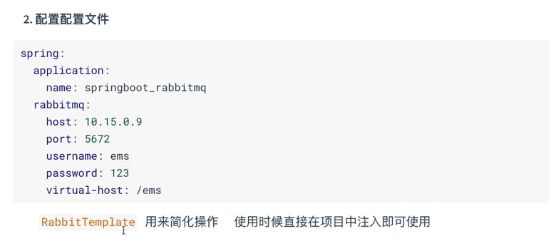 2. 配置配置文件
spring:
  application:
    name: springboot_rabbitmq
  rabbitmq:
    host: 10.15.0.9
    port: 5672
    username: ems
    password: 123
    virtual-host: /ems
RabbitTemplate 用来简化操作 使用时候直接在项目中注入即可使用